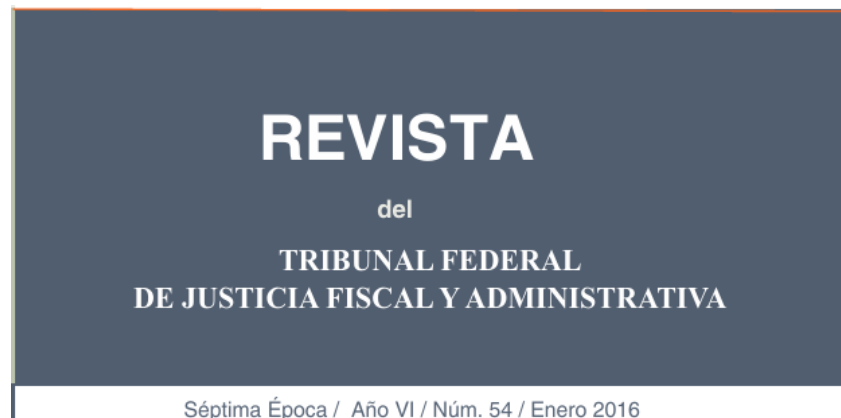 REVISTA
del
TRIBUNAL FEDERAL
DE JUSTICIA FISCAL Y ADMINISTRATIVA
Séptima Época / Año VI / Núm. 54 / Enero 2016